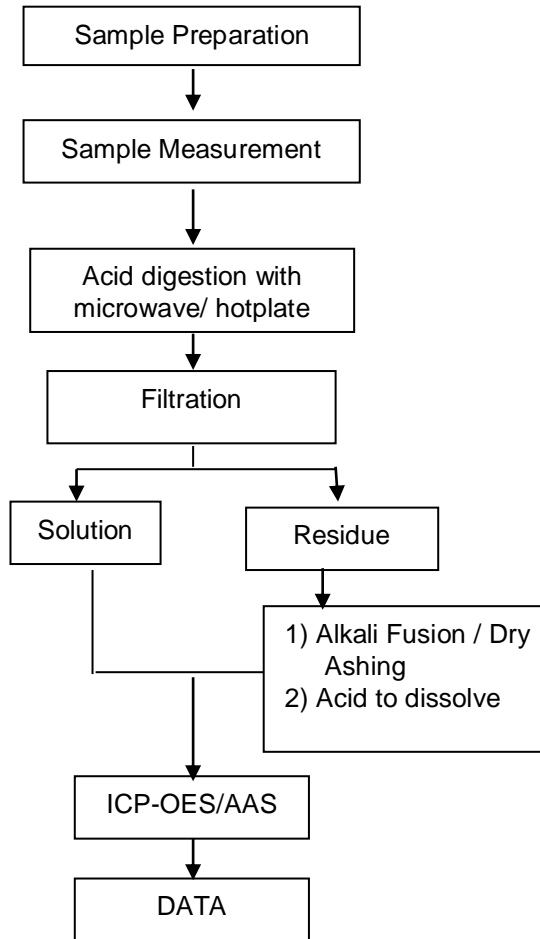 Sample Preparation
Sample Measurement
Acid digestion with
microwave/ hotplate
Filtration
Solution
Residue
1) Alkali Fusion / Dry
Ashing
2) Acid to dissolve
ICP-OES/AAS
DATA